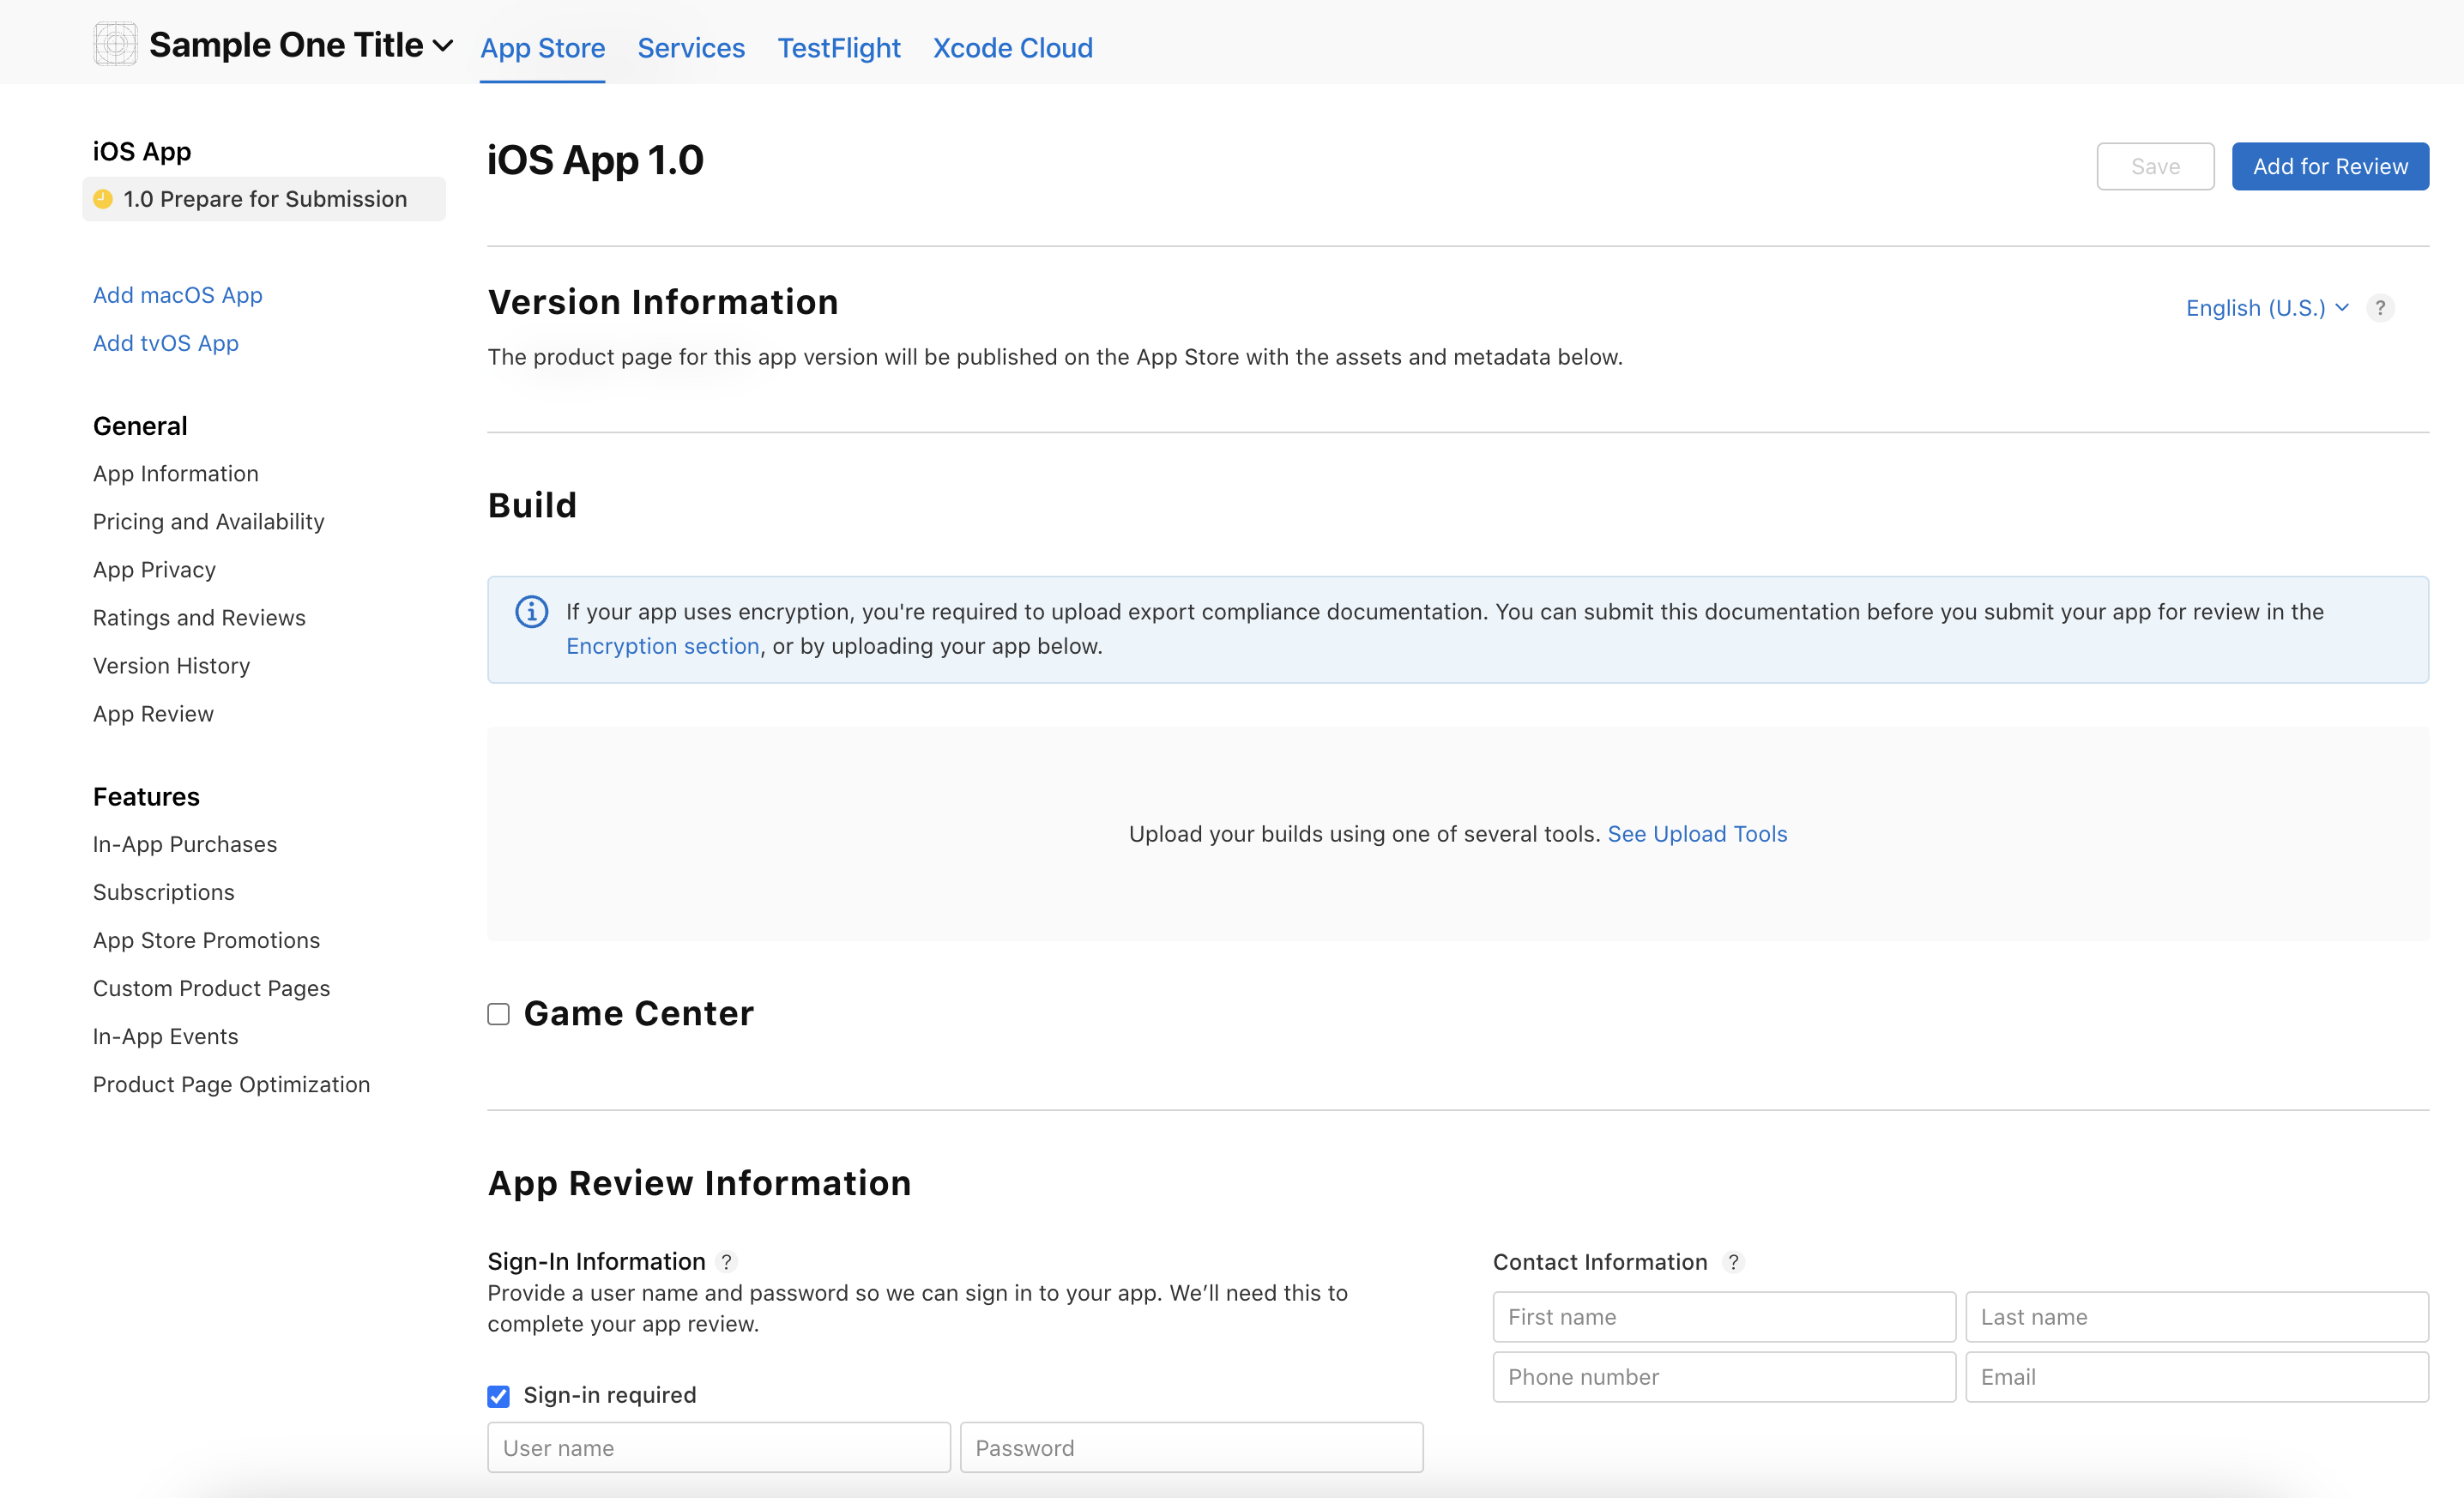 Sample One Title
App Store
Services
TestFlight
Xcode Cloud
iOS App
1.0 Prepare for Submission
Add macOS App
Add tvOS App
General
App Information
Pricing and Availability
App Privacy
Ratings and Reviews
Version History
App Review
Features
In-App Purchases
Subscriptions
App Store Promotions
Custom Product Pages
In-App Events
Product Page Optimization
iOS App 1.0
Save
Add for Review
Version Information
English (U.S.)
?
The product page for this app version will be published on the App Store with the assets and metadata below.
Build
If your app uses encryption, you're required to upload export compliance documentation. You can submit this documentation before you submit your app for review in the
Encryption section, or by uploading your app below.
Upload your builds using one of several tools. See Upload Tools
Game Center
App Review Information
Sign-In Information ?
Provide a user name and password so we can sign in to your app. We’ll need this to
complete your app review.
Sign-in required
User name
Password
Contact Information ?
First name
Last name
Phone number
Email